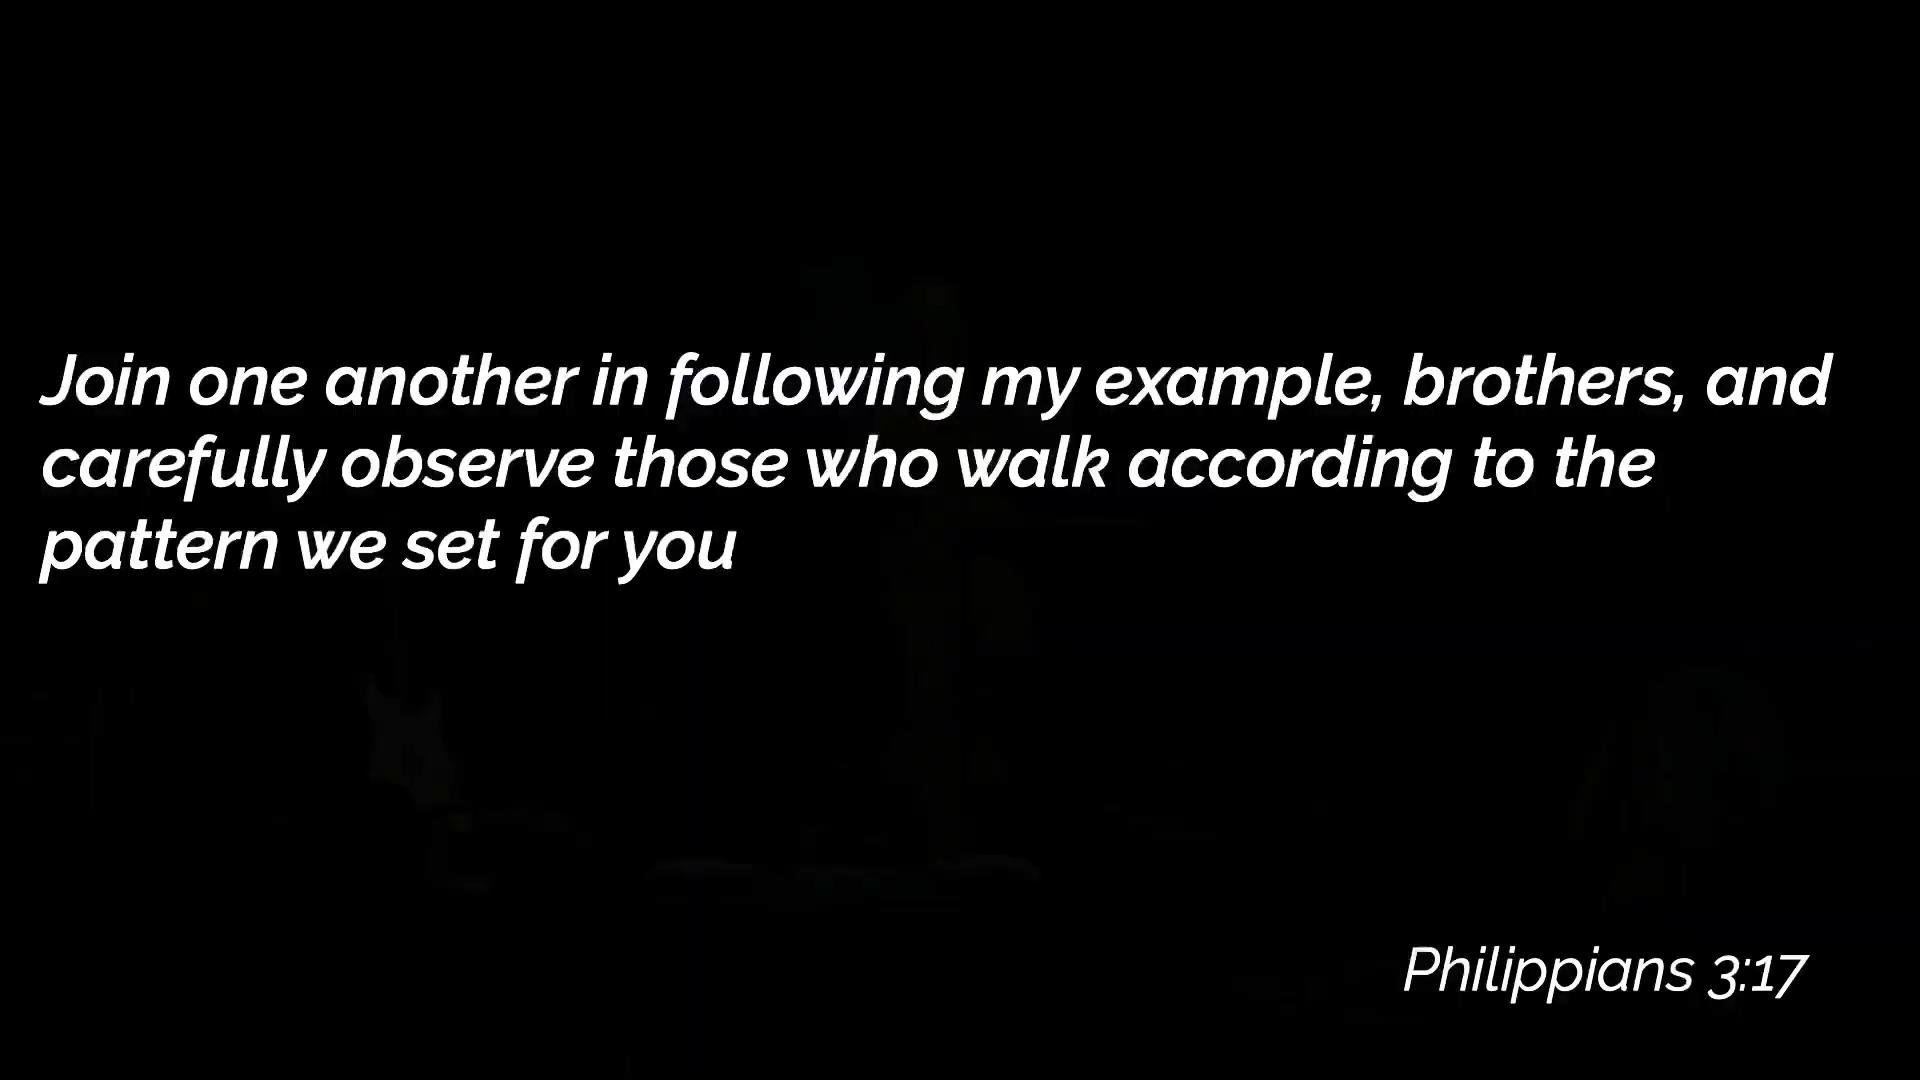 Join one another in following my example, brothers, and
carefully observe those who walk according to the
pattern we set for you
Philippians 3:17